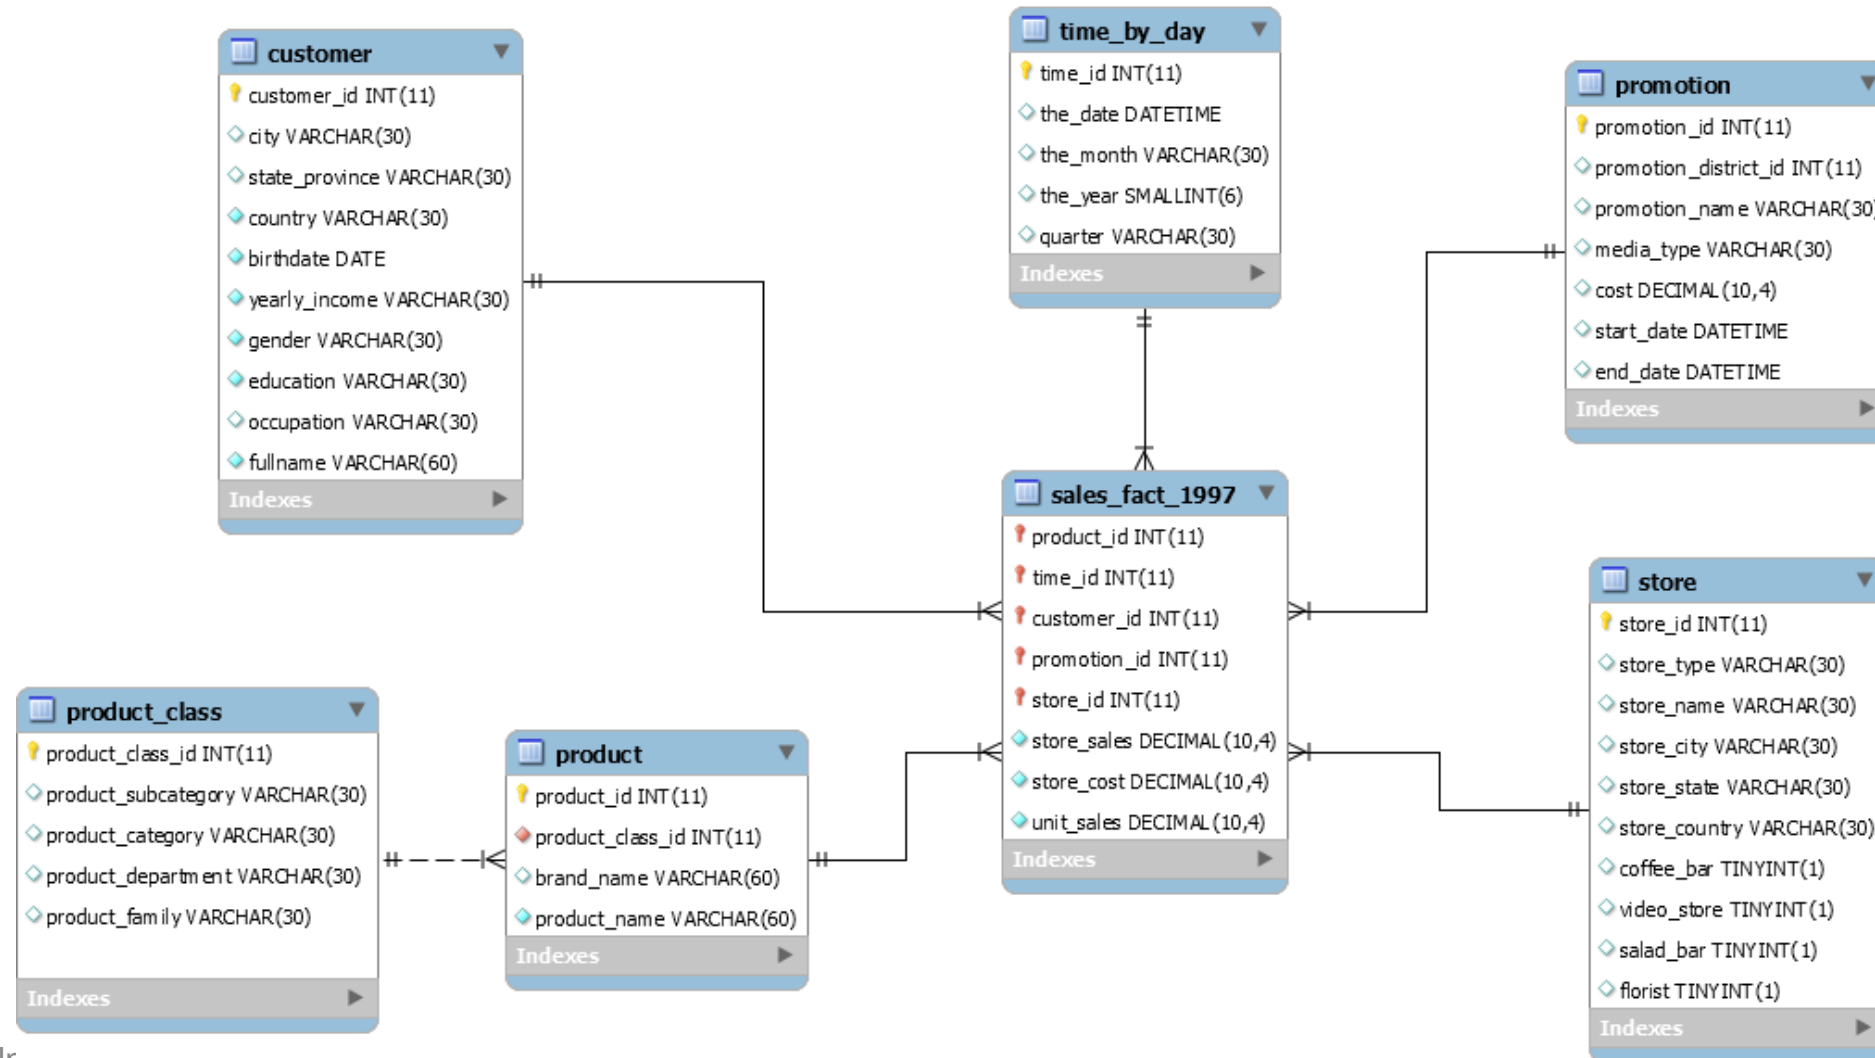 customer
customer_id INT(11)
city VARCHAR(30)
state_province VARCHAR(30)
country VARCHAR(30)
birthdate DATE
yearly_income VARCHAR(30)
gender VARCHAR(30)
education VARCHAR(30)
occupation VARCHAR(30)
fullname VARCHAR(60)
Indexes
time_by_day
time_id INT(11)
the_date DATETIME
the_month VARCHAR(30)
the_year SMALLINT(6)
quarter VARCHAR(30)
Indexes
promotion
promotion_id INT(11)
promotion_district_id INT(11)
promotion_name VARCHAR(30)
media_type VARCHAR(30)
cost DECIMAL(10,4)
start_date DATETIME
end_date DATETIME
Indexes
sales_fact_1997
product_id INT(11)
time_id INT(11)
customer_id INT(11)
promotion_id INT(11)
store_id INT(11)
store_sales DECIMAL(10,4)
store_cost DECIMAL(10,4)
unit_sales DECIMAL(10,4)
Indexes
store
store_id INT(11)
store_type VARCHAR(30)
store_name VARCHAR(30)
store_city VARCHAR(30)
store_state VARCHAR(30)
store_country VARCHAR(30)
coffee_bar TINYINT(1)
video_store TINYINT(1)
salad_bar TINYINT(1)
florist TINYINT(1)
Indexes
product_class
product_class_id INT(11)
product_subcategory VARCHAR(30)
product_category VARCHAR(30)
product_department VARCHAR(30)
product_family VARCHAR(30)
Indexes
product
product_id INT(11)
product_class_id INT(11)
brand_name VARCHAR(60)
product_name VARCHAR(60)
Indexes